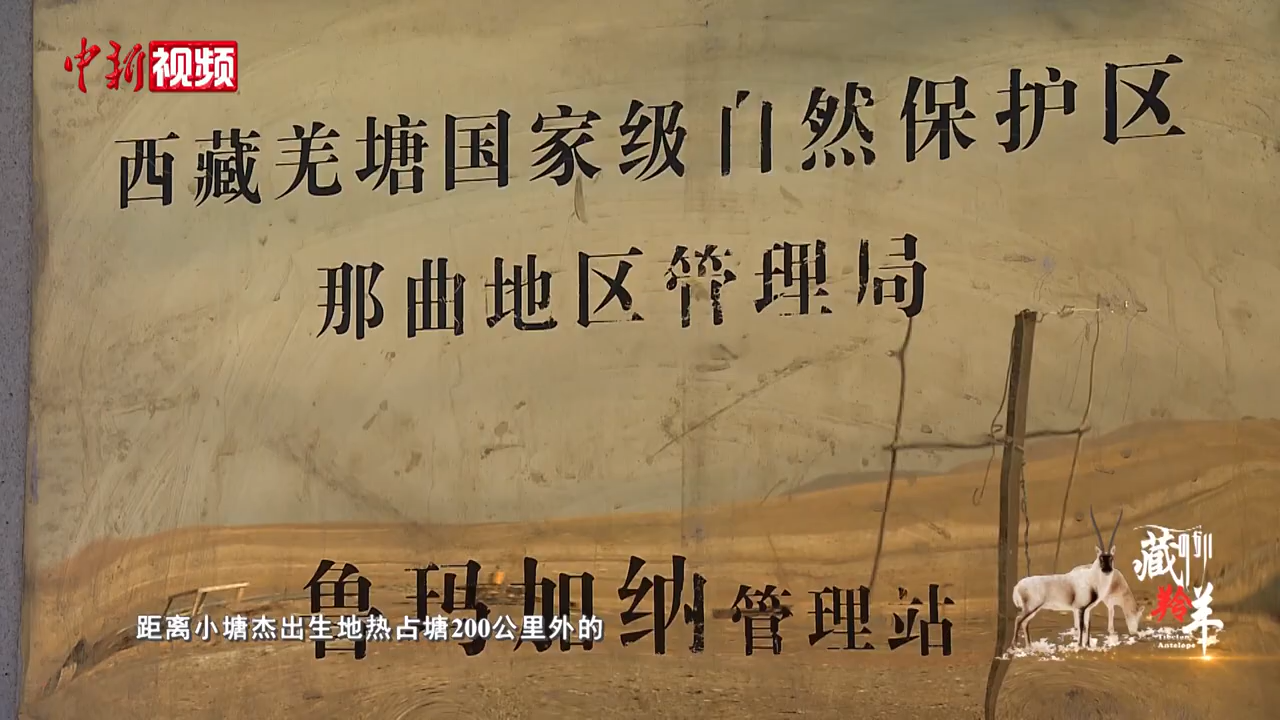 中新视频
西藏羌塘国家级自然保护区
那曲地区管理局
鲁玛加纳管理站
距离小塘杰出生地热占塘200公里外的
藏羚羊
Tibetan
Antelope